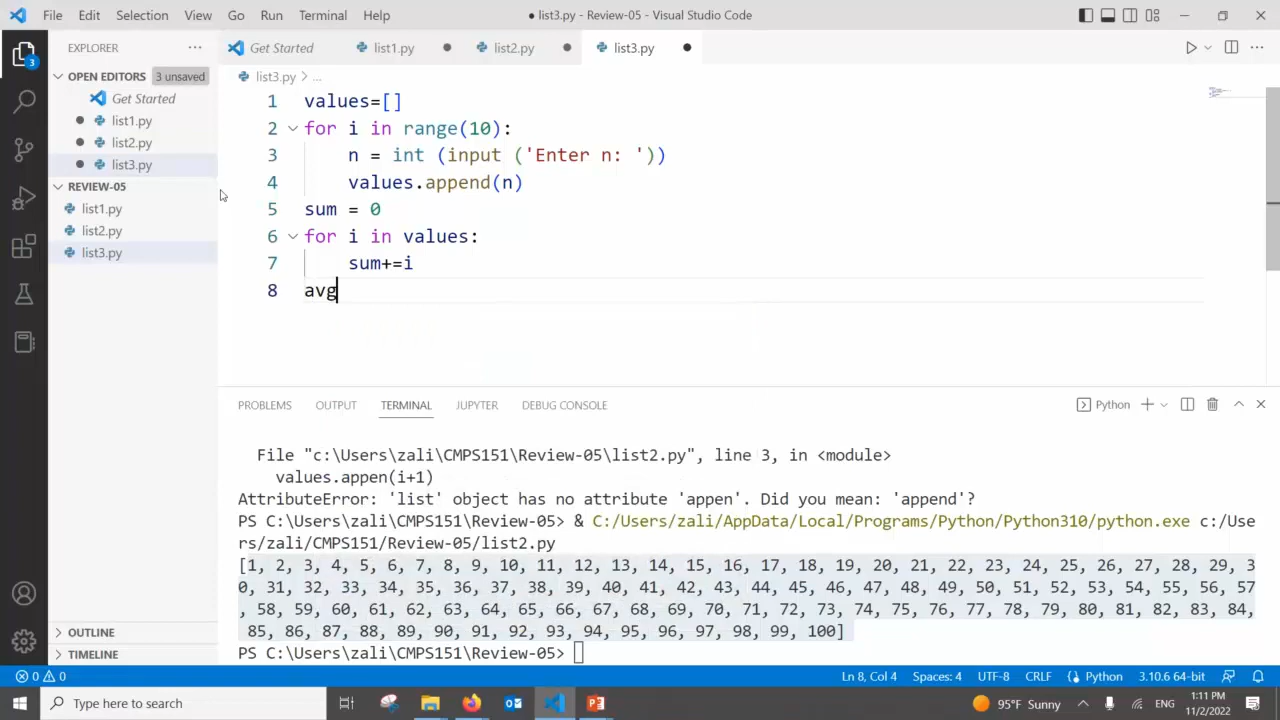 File Edit Selection View Go Run Terminal Help
● list3.py - Review-05 - Visual Studio Code
EXPLORER
OPEN EDITORS 3 unsaved
Get Started
list1.py
list2.py
list3.py
REVIEW-05
list1.py
list2.py
list3.py
OUTLINE
TIMELINE
3
Get Started list1.py list2.py list3.py
list3.py > ...
1 values=[]
2 for i in range(10):
3 n = int (input ('Enter n: '))
4 values.append(n)
5 sum = 0
6 for i in values:
7 sum+=i
8 avg
PROBLEMS OUTPUT TERMINAL JUPYTER DEBUG CONSOLE
Python
File "c:\Users\zali\CMPS151\Review-05\list2.py", line 3, in <module>
values.appen(i+1)
AttributeError: 'list' object has no attribute 'appen'. Did you mean: 'append'?
PS C:\Users\zali\CMPS151\Review-05> & C:/Users/zali/AppData/Local/Programs/Python/Python310/python.exe c:/Use
rs/zali/CMPS151/Review-05/list2.py
[1, 2, 3, 4, 5, 6, 7, 8, 9, 10, 11, 12, 13, 14, 15, 16, 17, 18, 19, 20, 21, 22, 23, 24, 25, 26, 27, 28, 29, 3
0, 31, 32, 33, 34, 35, 36, 37, 38, 39, 40, 41, 42, 43, 44, 45, 46, 47, 48, 49, 50, 51, 52, 53, 54, 55, 56, 57
, 58, 59, 60, 61, 62, 63, 64, 65, 66, 67, 68, 69, 70, 71, 72, 73, 74, 75, 76, 77, 78, 79, 80, 81, 82, 83, 84,
85, 86, 87, 88, 89, 90, 91, 92, 93, 94, 95, 96, 97, 98, 99, 100]
PS C:\Users\zali\CMPS151\Review-05>
0 0 Ln 8, Col 4 Spaces: 4 UTF-8 CRLF Python 3.10.6 64-bit
Type here to search
95°F Sunny
ENG
1:11 PM
11/2/2022